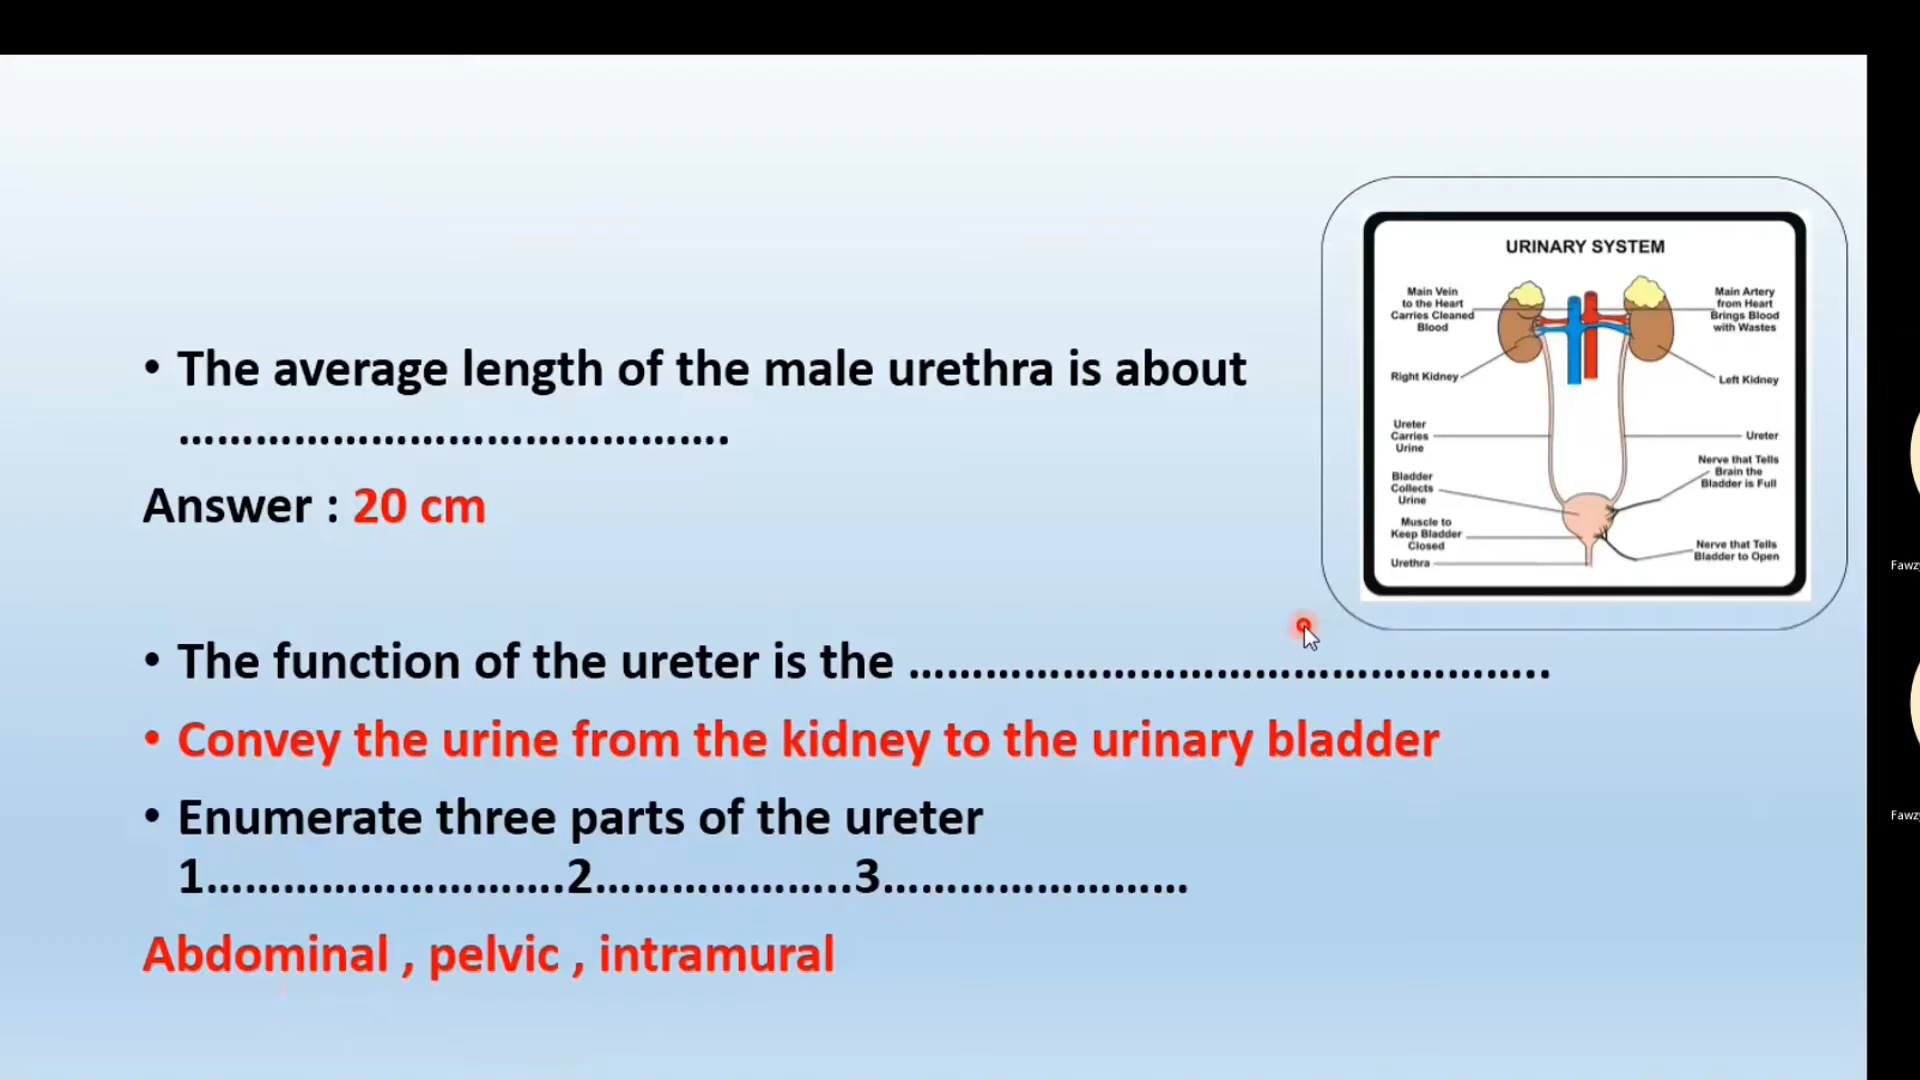 • The average length of the male urethra is about
……………………………………….
Answer : 20 cm
• The function of the ureter is the …………………………………………..
• Convey the urine from the kidney to the urinary bladder
• Enumerate three parts of the ureter
1……………………….2………………..3……………………
Abdominal , pelvic , intramural
URINARY SYSTEM
Main Vein
to the Heart
Carries Cleaned
Blood
Right Kidney
Ureter
Carries
Urine
Bladder
Collects
Urine
Muscle to
Keep Bladder
Closed
Urethra
Main Artery
from Heart
Brings Blood
with Wastes
Left Kidney
Ureter
Nerve that Tells
Brain the
Bladder is Full
Nerve that Tells
Bladder to Open